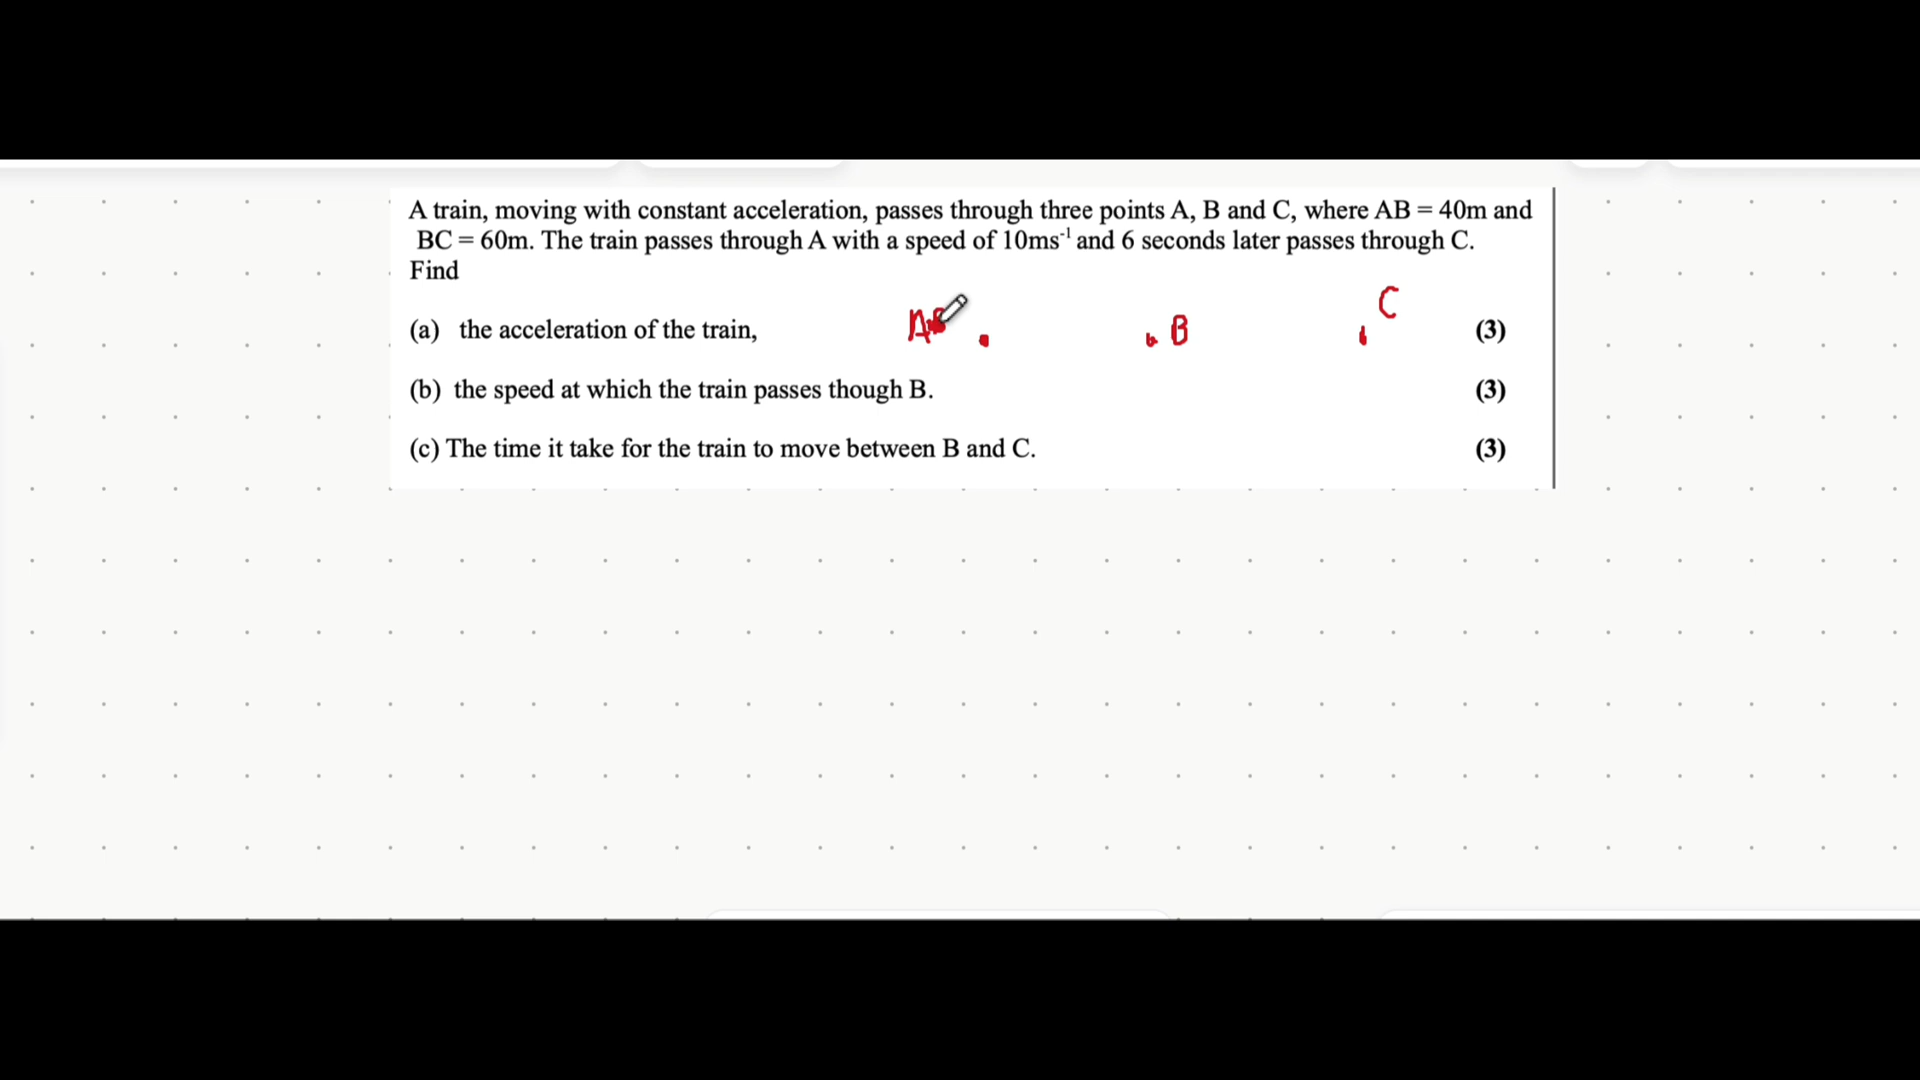 A train, moving with constant acceleration, passes through three points A, B and C, where AB = 40m and
BC = 60m. The train passes through A with a speed of 10ms⁻¹ and 6 seconds later passes through C.
Find
(a) the acceleration of the train, (3)
A B C
(b) the speed at which the train passes though B. (3)
(c) The time it take for the train to move between B and C. (3)